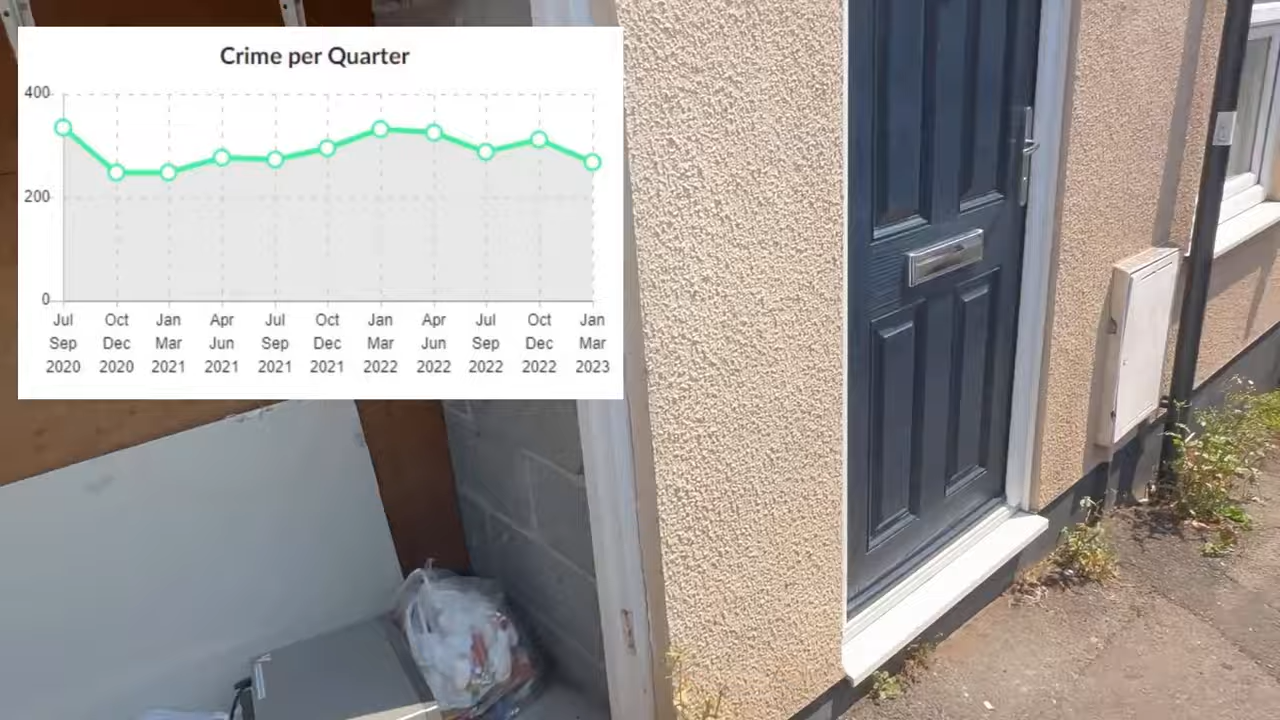 Crime per Quarter
400
200
0
Jul Oct Jan Apr Jul Oct Jan Apr Jul Oct Jan
Sep Dec Mar Jun Sep Dec Mar Jun Sep Dec Mar
2020 2020 2021 2021 2021 2021 2022 2022 2022 2022 2023